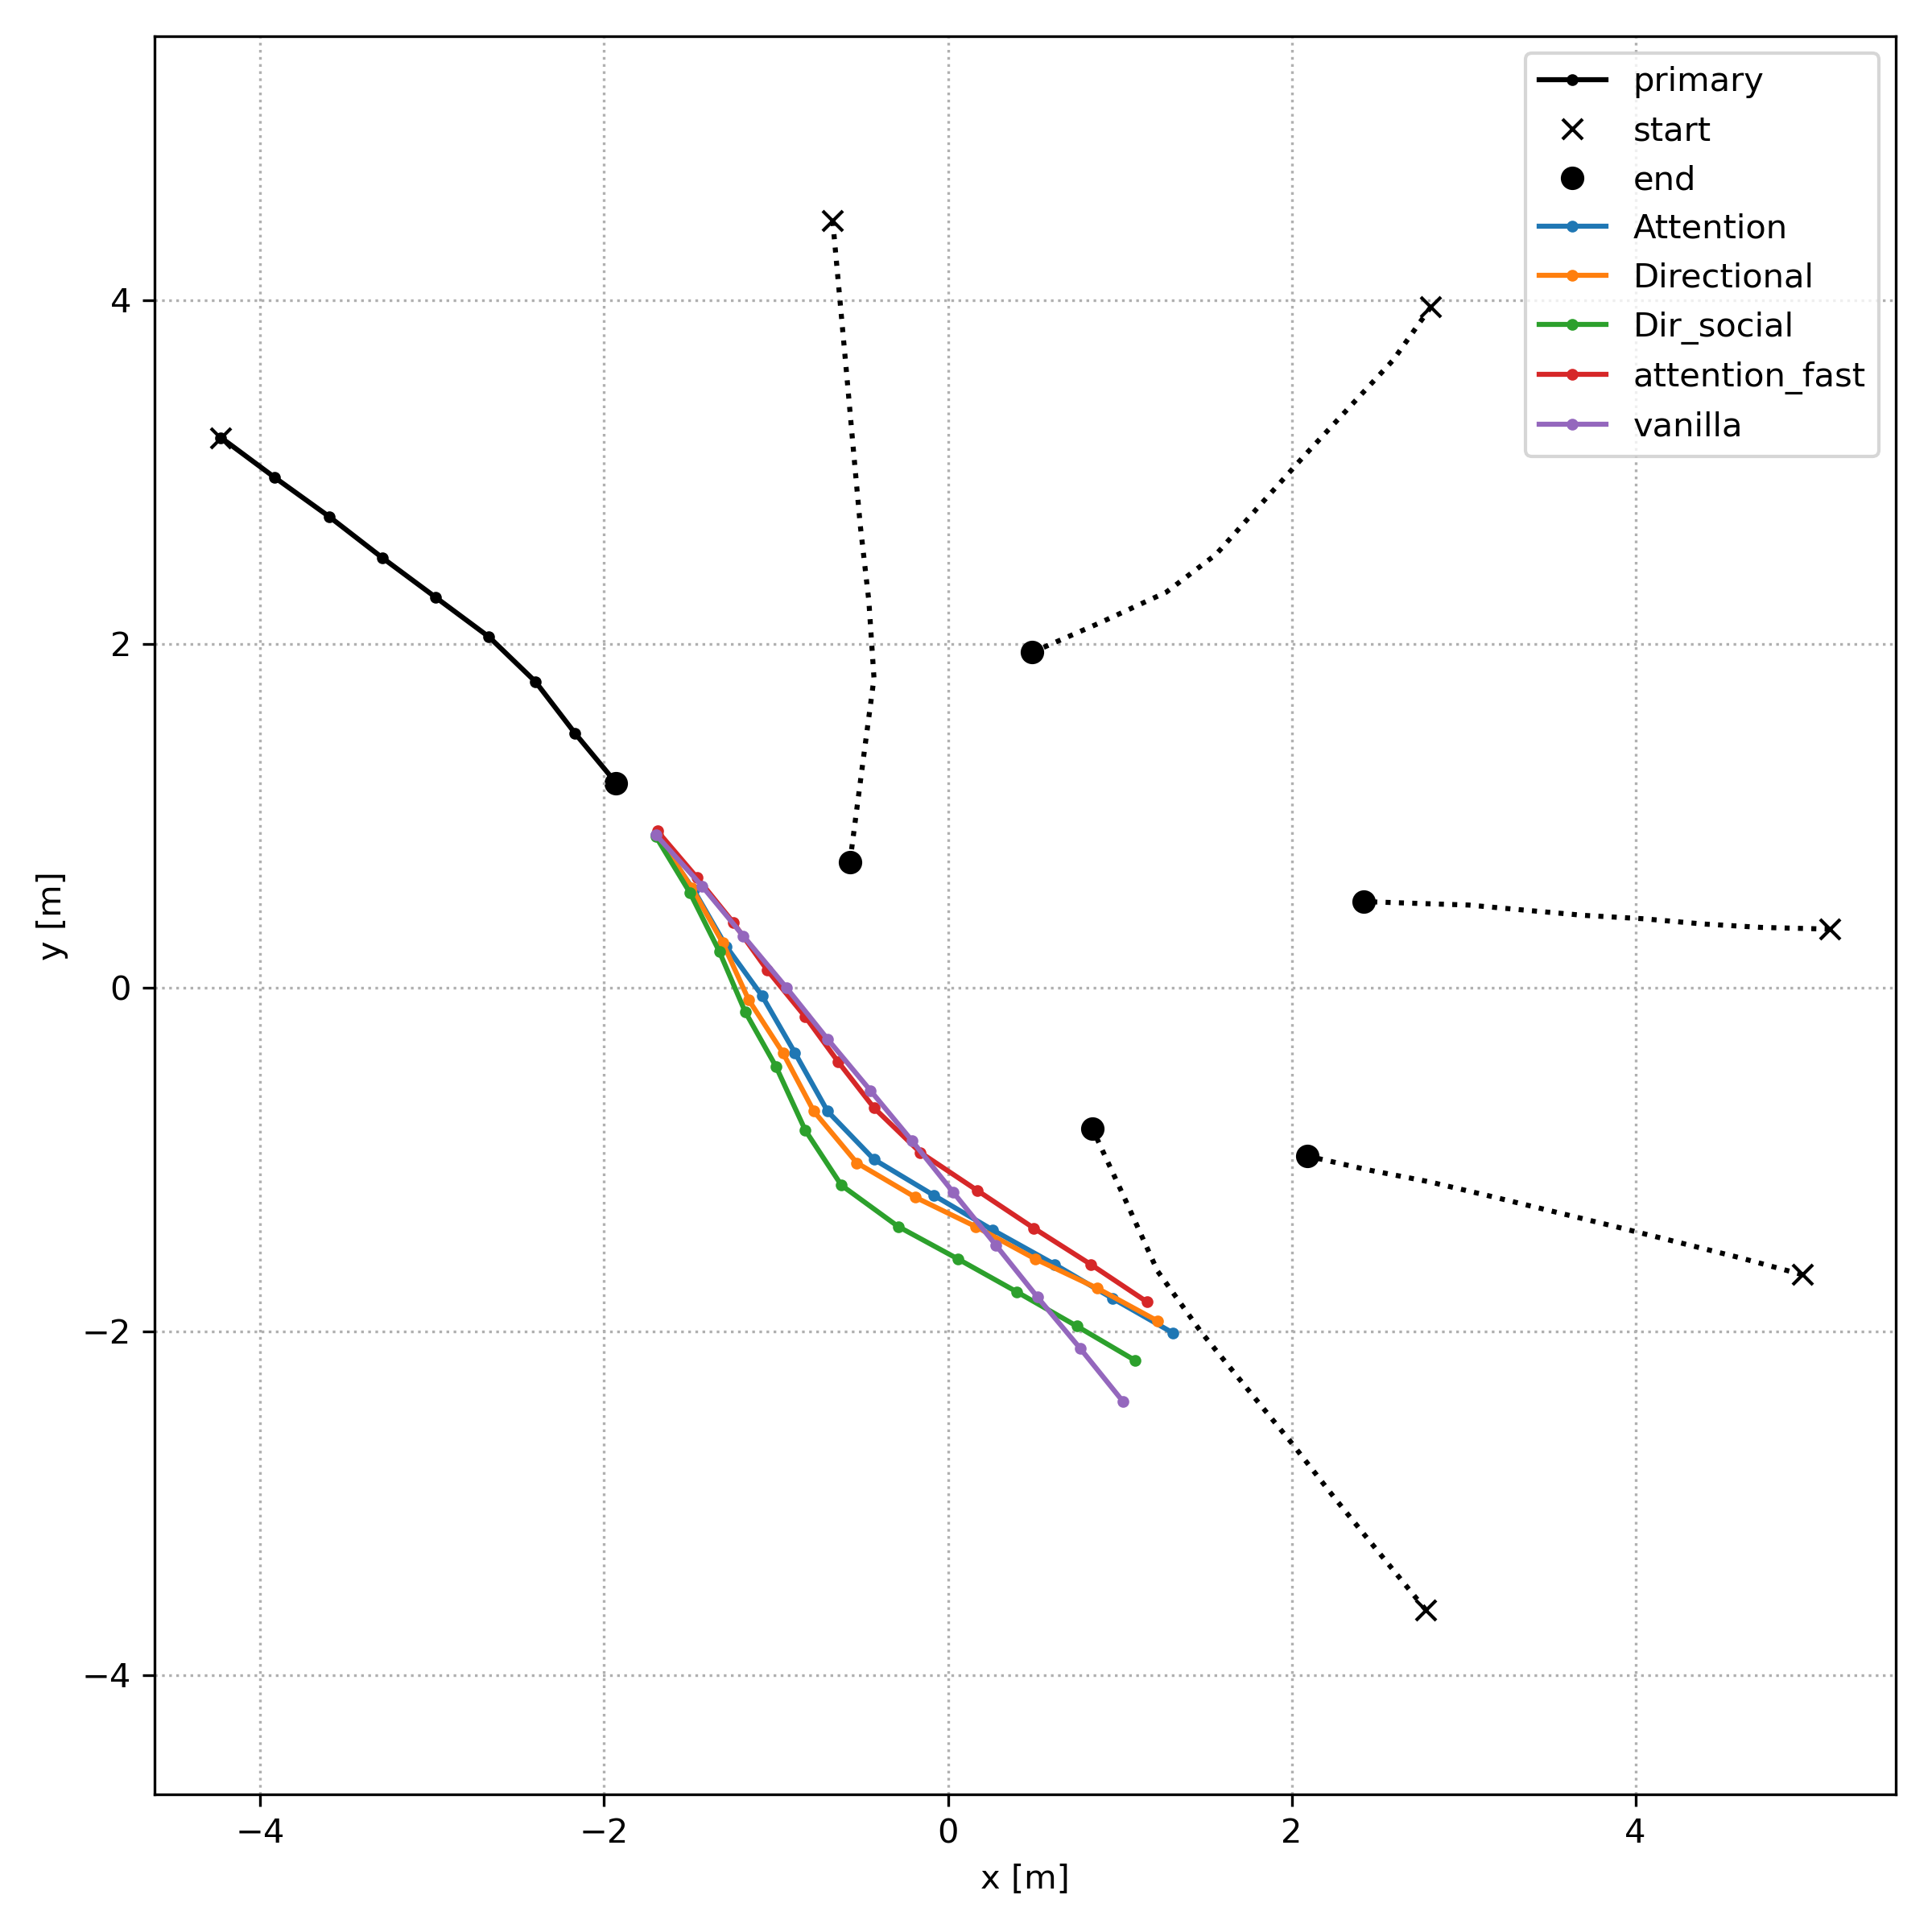 primary
start
end
Attention
Directional
Dir_social
attention_fast
vanilla
4
2
0
−2
−4
y [m]
−4
−2
0
2
4
x [m]